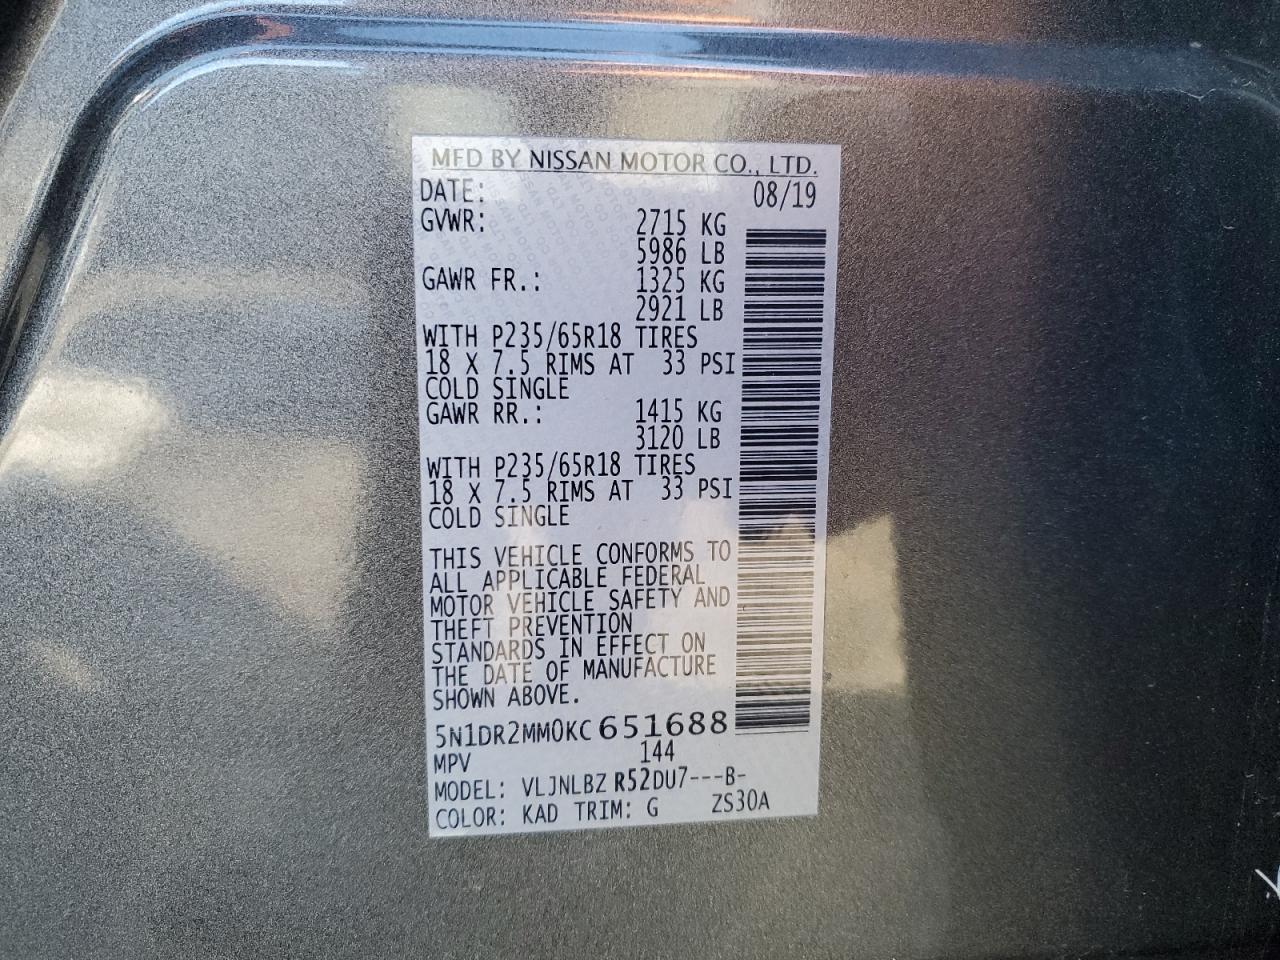 MFD BY NISSAN MOTOR CO., LTD.
DATE: 08/19
GVWR: 2715 KG
5986 LB
GAWR FR.: 1325 KG
2921 LB
WITH P235/65R18 TIRES
18 X 7.5 RIMS AT 33 PSI
COLD SINGLE
GAWR RR.: 1415 KG
3120 LB
WITH P235/65R18 TIRES
18 X 7.5 RIMS AT 33 PSI
COLD SINGLE
THIS VEHICLE CONFORMS TO
ALL APPLICABLE FEDERAL
MOTOR VEHICLE SAFETY AND
THEFT PREVENTION
STANDARDS IN EFFECT ON
THE DATE OF MANUFACTURE
SHOWN ABOVE.
5N1DR2MM0KC651688
MPV 144
MODEL: VLJNLBZ R52DU7---B-
COLOR: KAD TRIM: G ZS30A